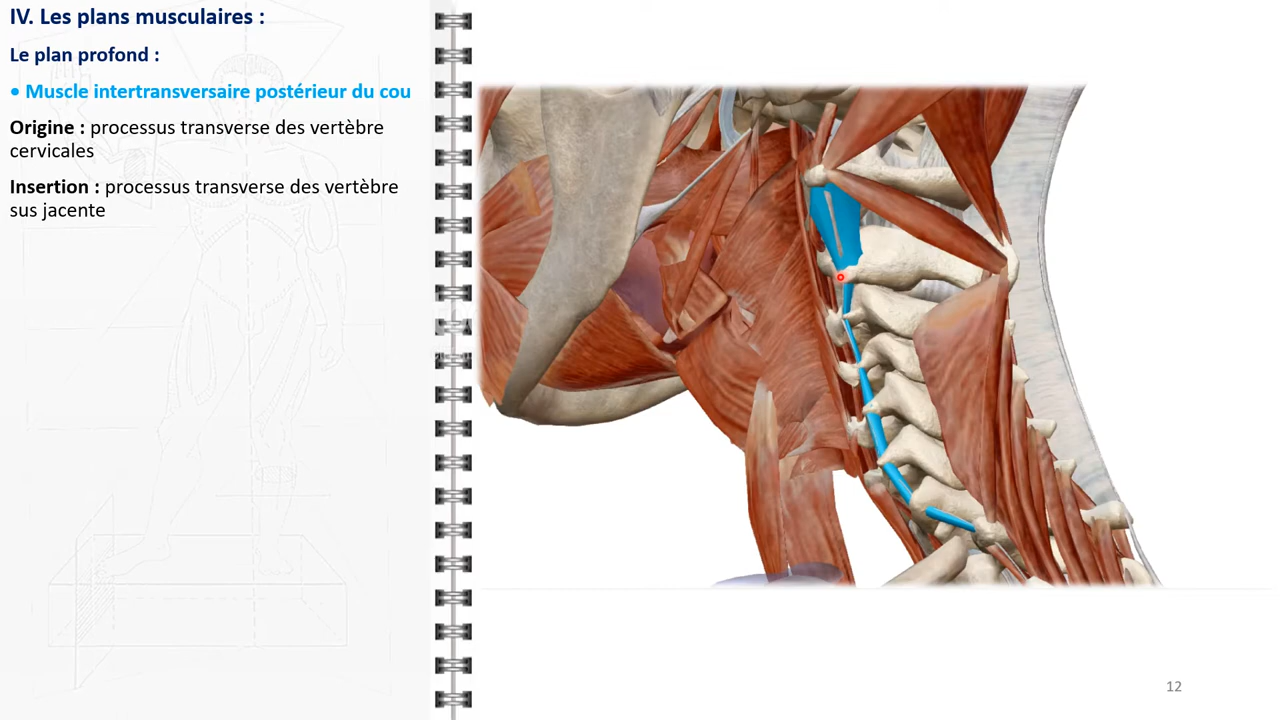 IV. Les plans musculaires :
Le plan profond :
• Muscle intertransversaire postérieur du cou
Origine : processus transverse des vertèbre
cervicales
Insertion : processus transverse des vertèbre
sus jacente
12